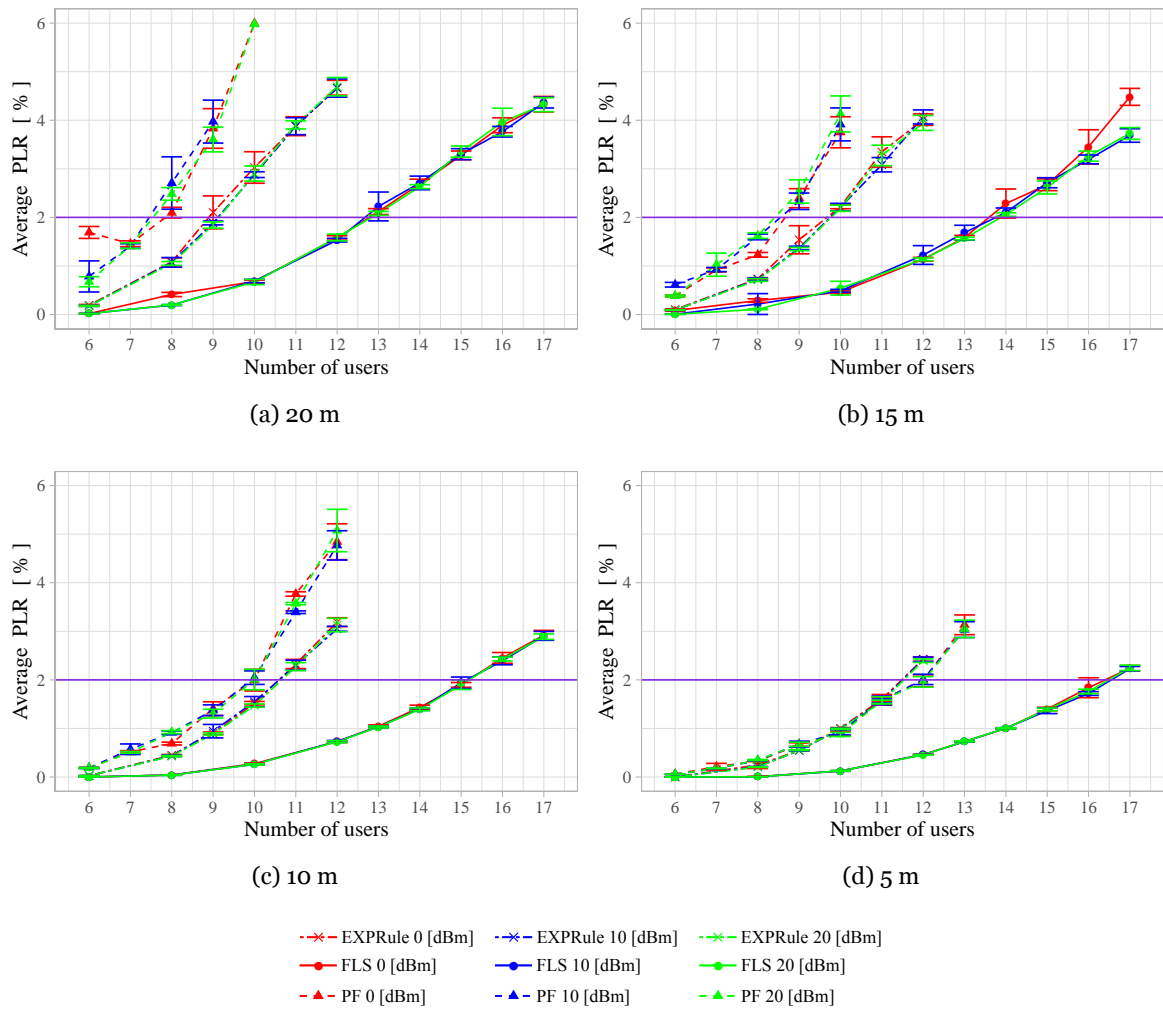 6
4
2
0
Average PLR [ % ]
6 7 8 9 10 11 12 13 14 15 16 17
Number of users
(a) 20 m
6
4
2
0
Average PLR [ % ]
6 7 8 9 10 11 12 13 14 15 16 17
Number of users
(b) 15 m
6
4
2
0
Average PLR [ % ]
6 7 8 9 10 11 12 13 14 15 16 17
Number of users
(c) 10 m
6
4
2
0
Average PLR [ % ]
6 7 8 9 10 11 12 13 14 15 16 17
Number of users
(d) 5 m
EXPRule 0 [dBm] EXPRule 10 [dBm] EXPRule 20 [dBm]
FLS 0 [dBm] FLS 10 [dBm] FLS 20 [dBm]
PF 0 [dBm] PF 10 [dBm] PF 20 [dBm]